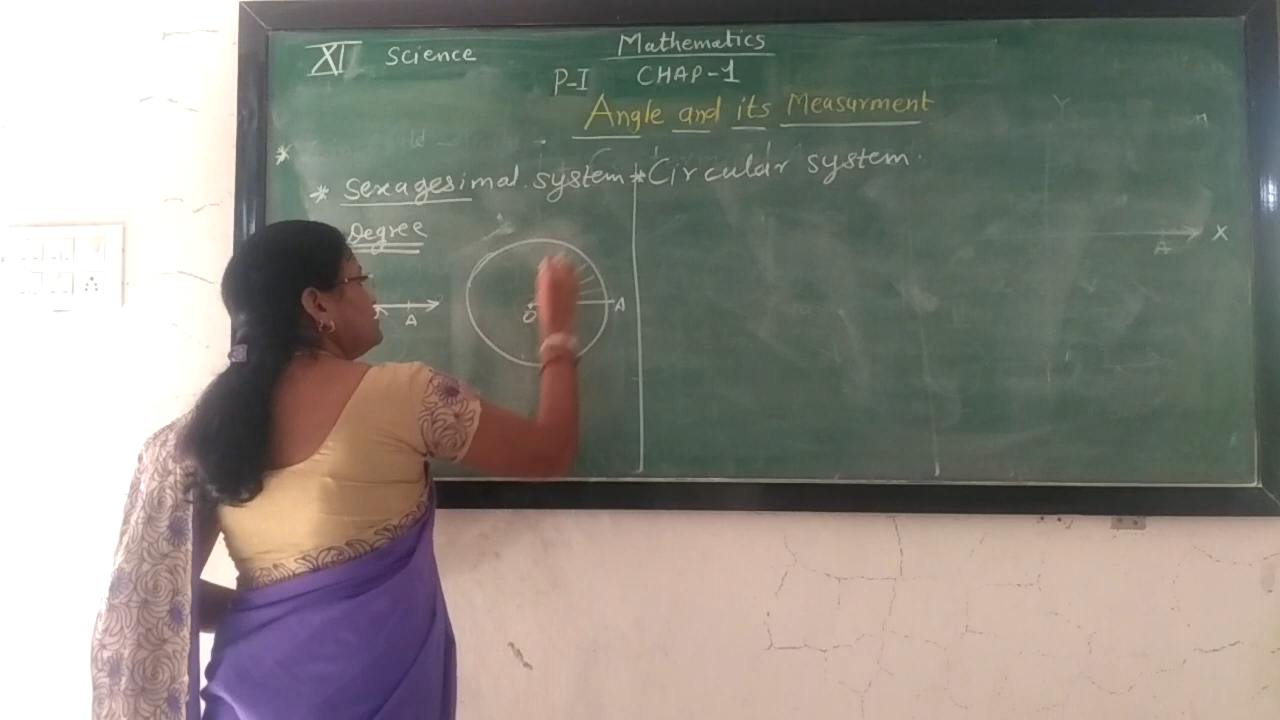 XI Science Mathematics
P-I CHAP-1
Angle and its Measurment
*
* Sexagesimal system * Circular system.
Degree
A
O A
Y
A X